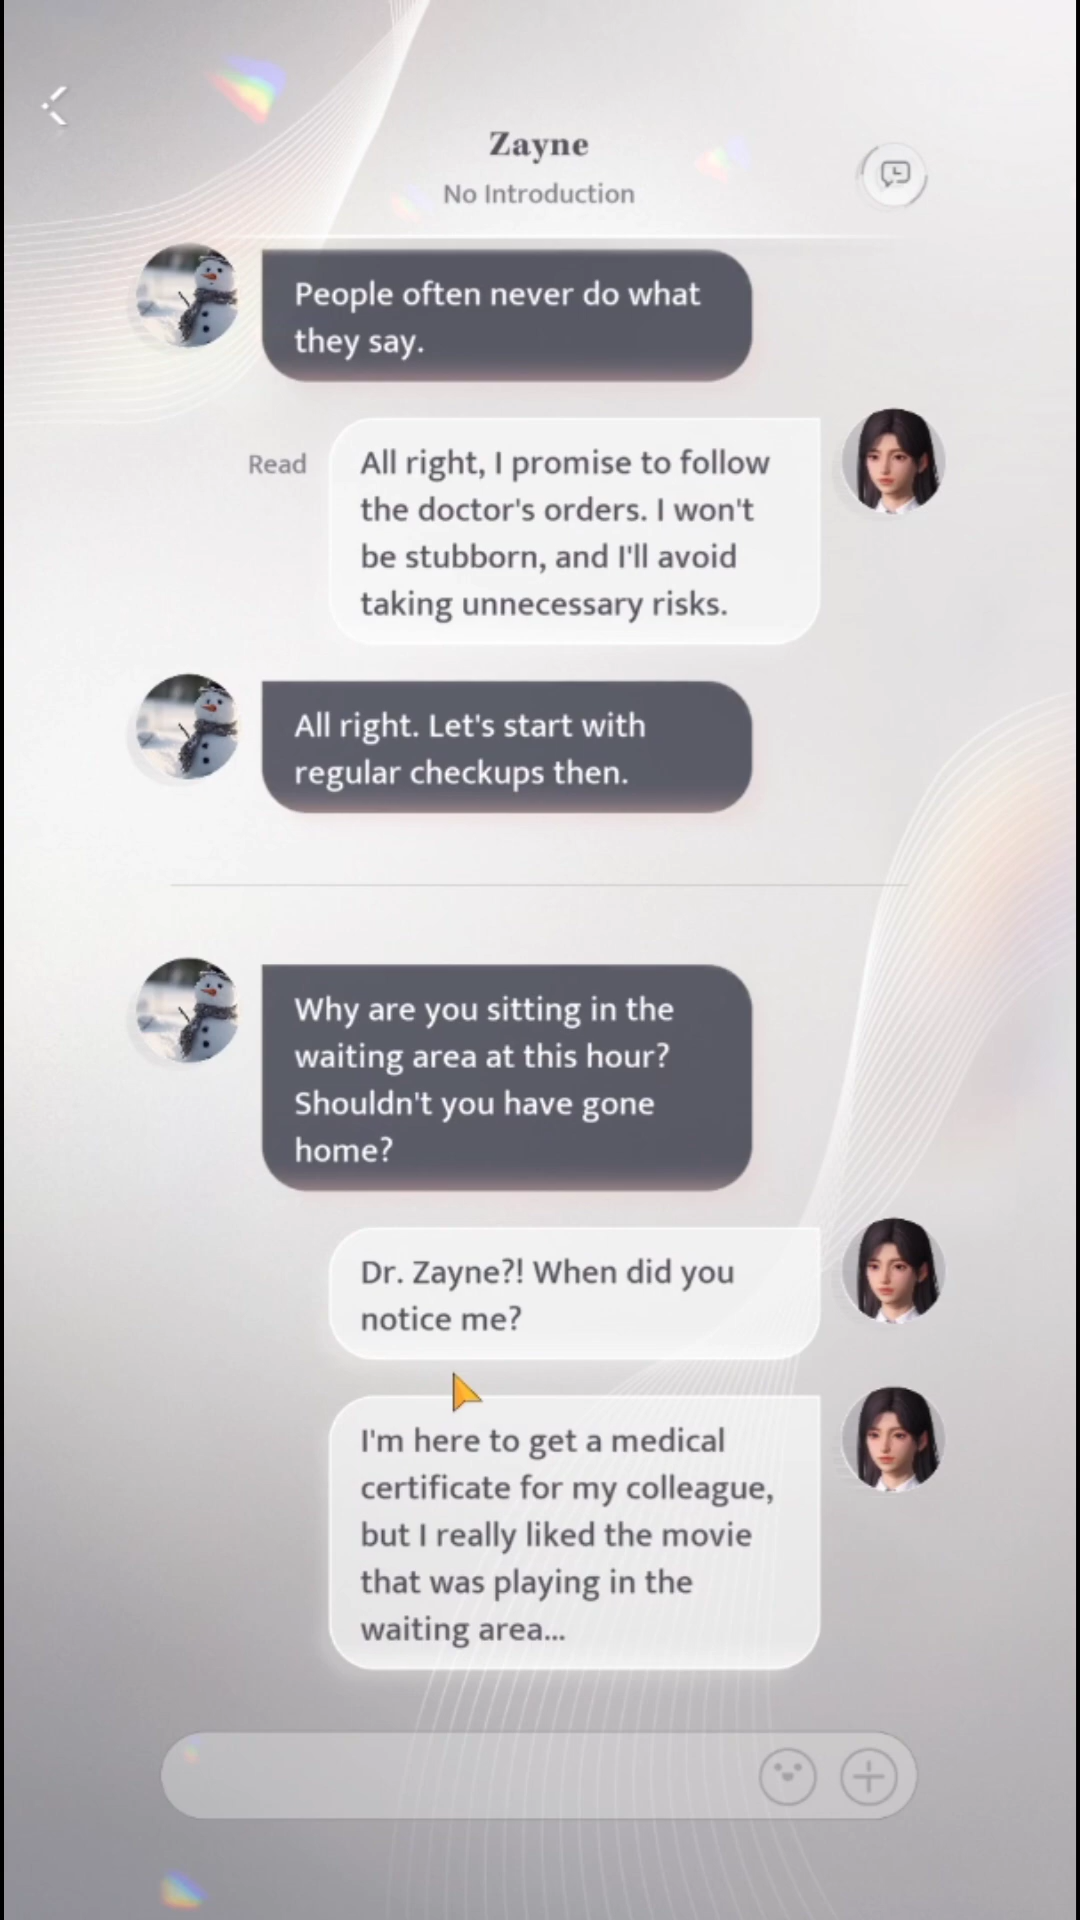 Zayne
No Introduction
People often never do what
they say.
Read
All right, I promise to follow
the doctor's orders. I won't
be stubborn, and I'll avoid
taking unnecessary risks.
All right. Let's start with
regular checkups then.
Why are you sitting in the
waiting area at this hour?
Shouldn't you have gone
home?
Dr. Zayne?! When did you
notice me?
I'm here to get a medical
certificate for my colleague,
but I really liked the movie
that was playing in the
waiting area...